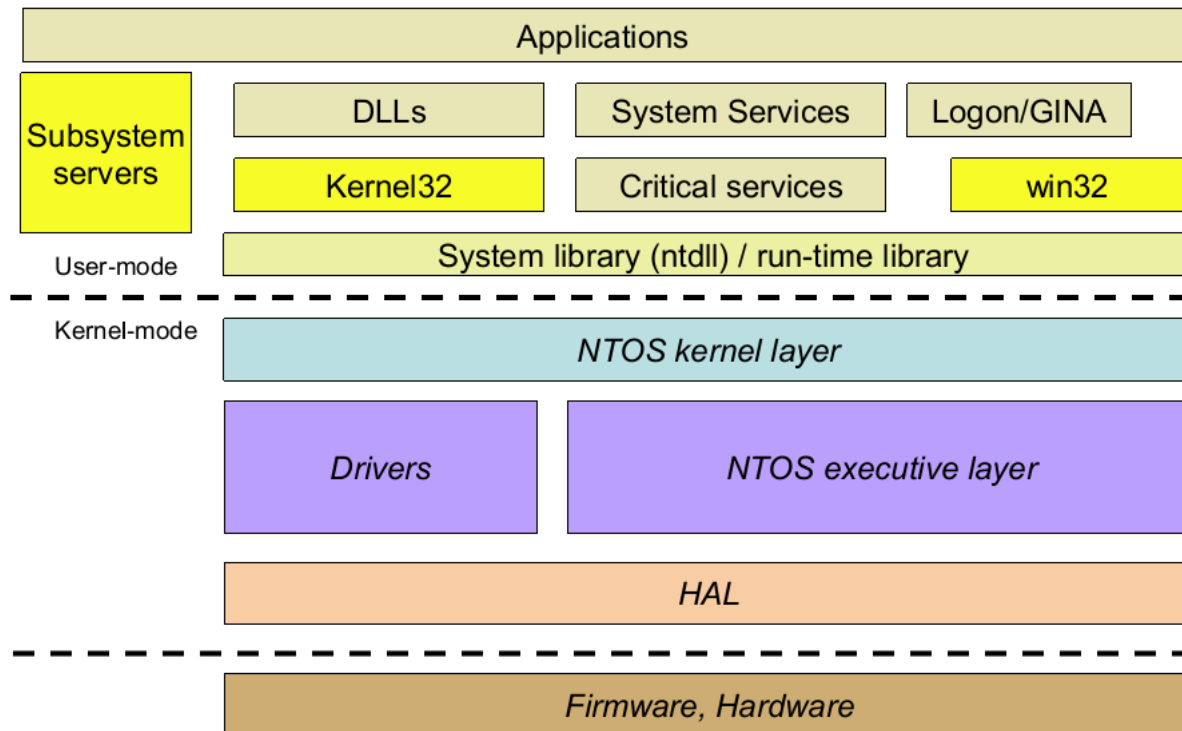 Applications
Subsystem
servers
DLLs
System Services
Logon/GINA
Kernel32
Critical services
win32
System library (ntdll) / run-time library
User-mode
Kernel-mode
NTOS kernel layer
Drivers
NTOS executive layer
HAL
Firmware, Hardware